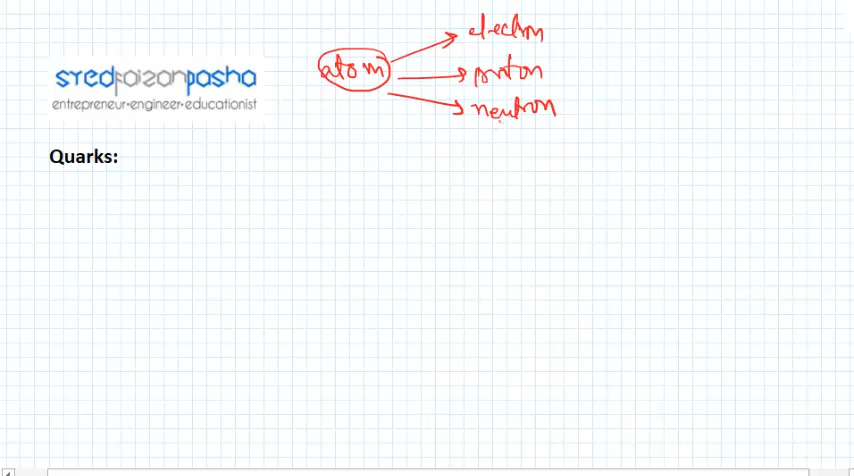 electron
atom
proton
neutron
syedfaizanpasha
entrepreneur•engineer•educationist
Quarks: